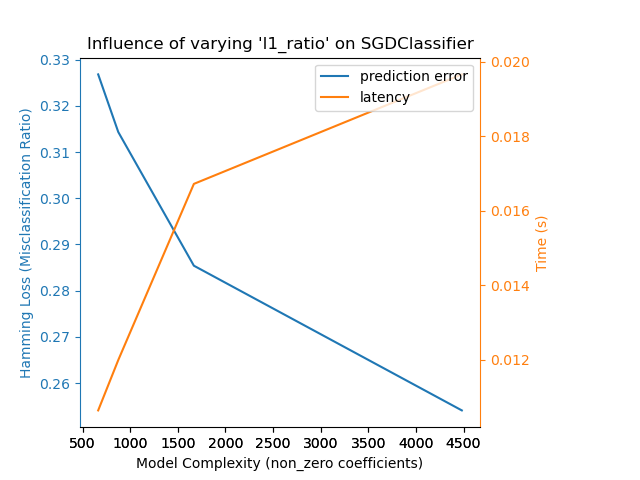 Influence of varying 'l1_ratio' on SGDClassifier
prediction error
latency
Hamming Loss (Misclassification Ratio)
0.33
0.32
0.31
0.30
0.29
0.28
0.27
0.26
0.020
0.018
0.016
0.014
0.012
Time (s)
500 1000 1500 2000 2500 3000 3500 4000 4500
Model Complexity (non_zero coefficients)